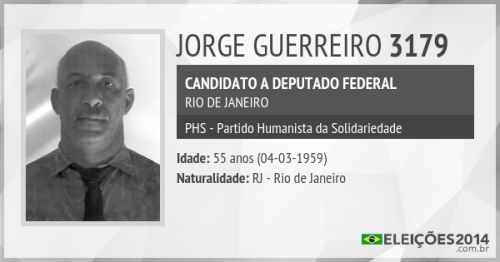 JORGE GUERREIRO 3179
CANDIDATO A DEPUTADO FEDERAL
RIO DE JANEIRO
PHS - Partido Humanista da Solidariedade
Idade: 55 anos (04-03-1959)
Naturalidade: RJ - Rio de Janeiro
ELEIÇÕES2014
.com.br